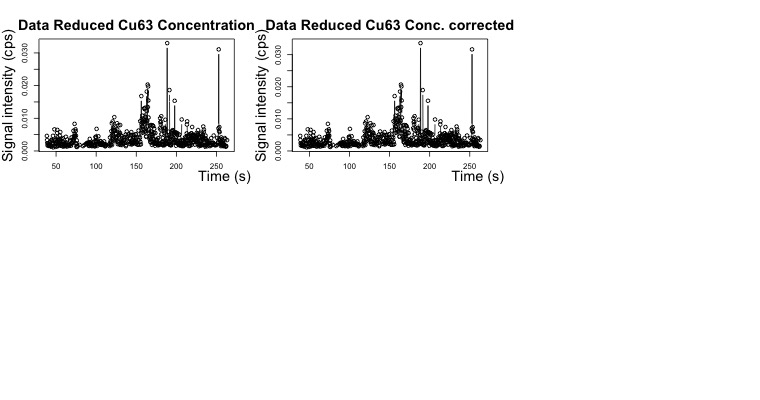 Data Reduced Cu63 Concentration
Signal intensity (cps)
0.030
0.020
0.010
0.000
50 100 150 200 250
Time (s)
Data Reduced Cu63 Conc. corrected
Signal intensity (cps)
0.030
0.020
0.010
0.000
50 100 150 200 250
Time (s)